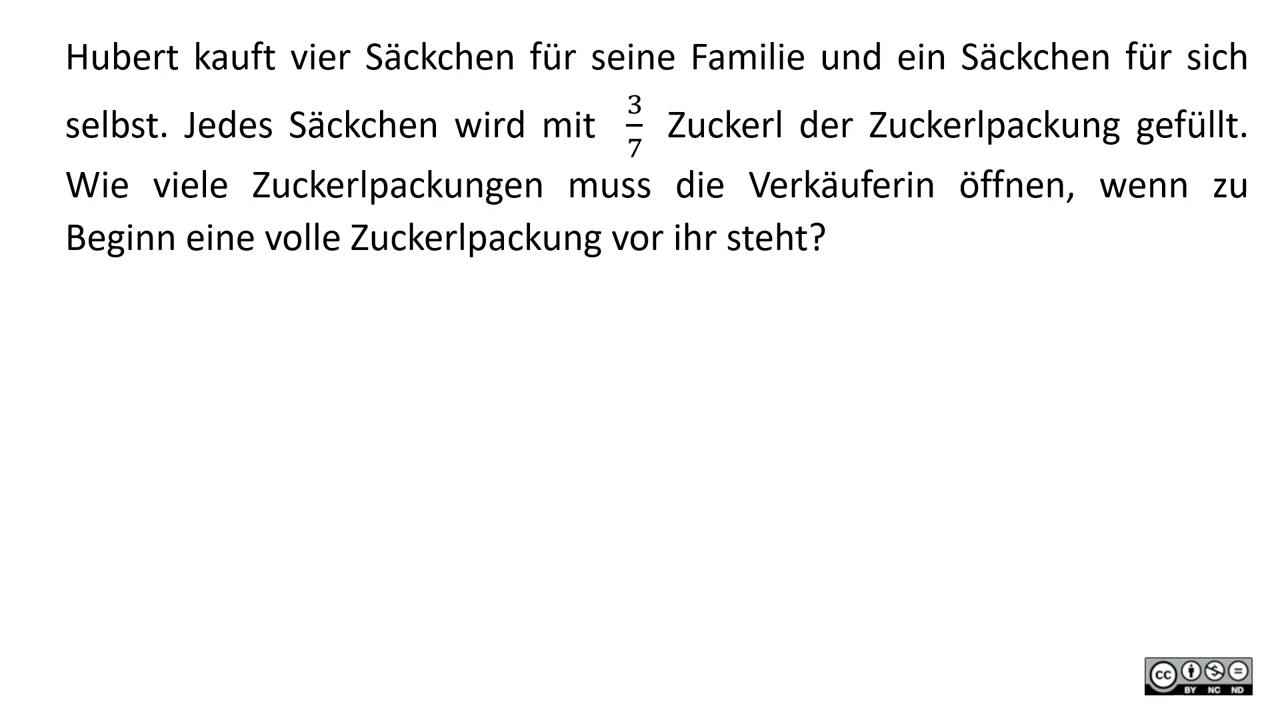 Hubert kauft vier Säckchen für seine Familie und ein Säckchen für sich
selbst. Jedes Säckchen wird mit 3/7 Zuckerl der Zuckerlpackung gefüllt.
Wie viele Zuckerlpackungen muss die Verkäuferin öffnen, wenn zu
Beginn eine volle Zuckerlpackung vor ihr steht?
cc
BY NC ND